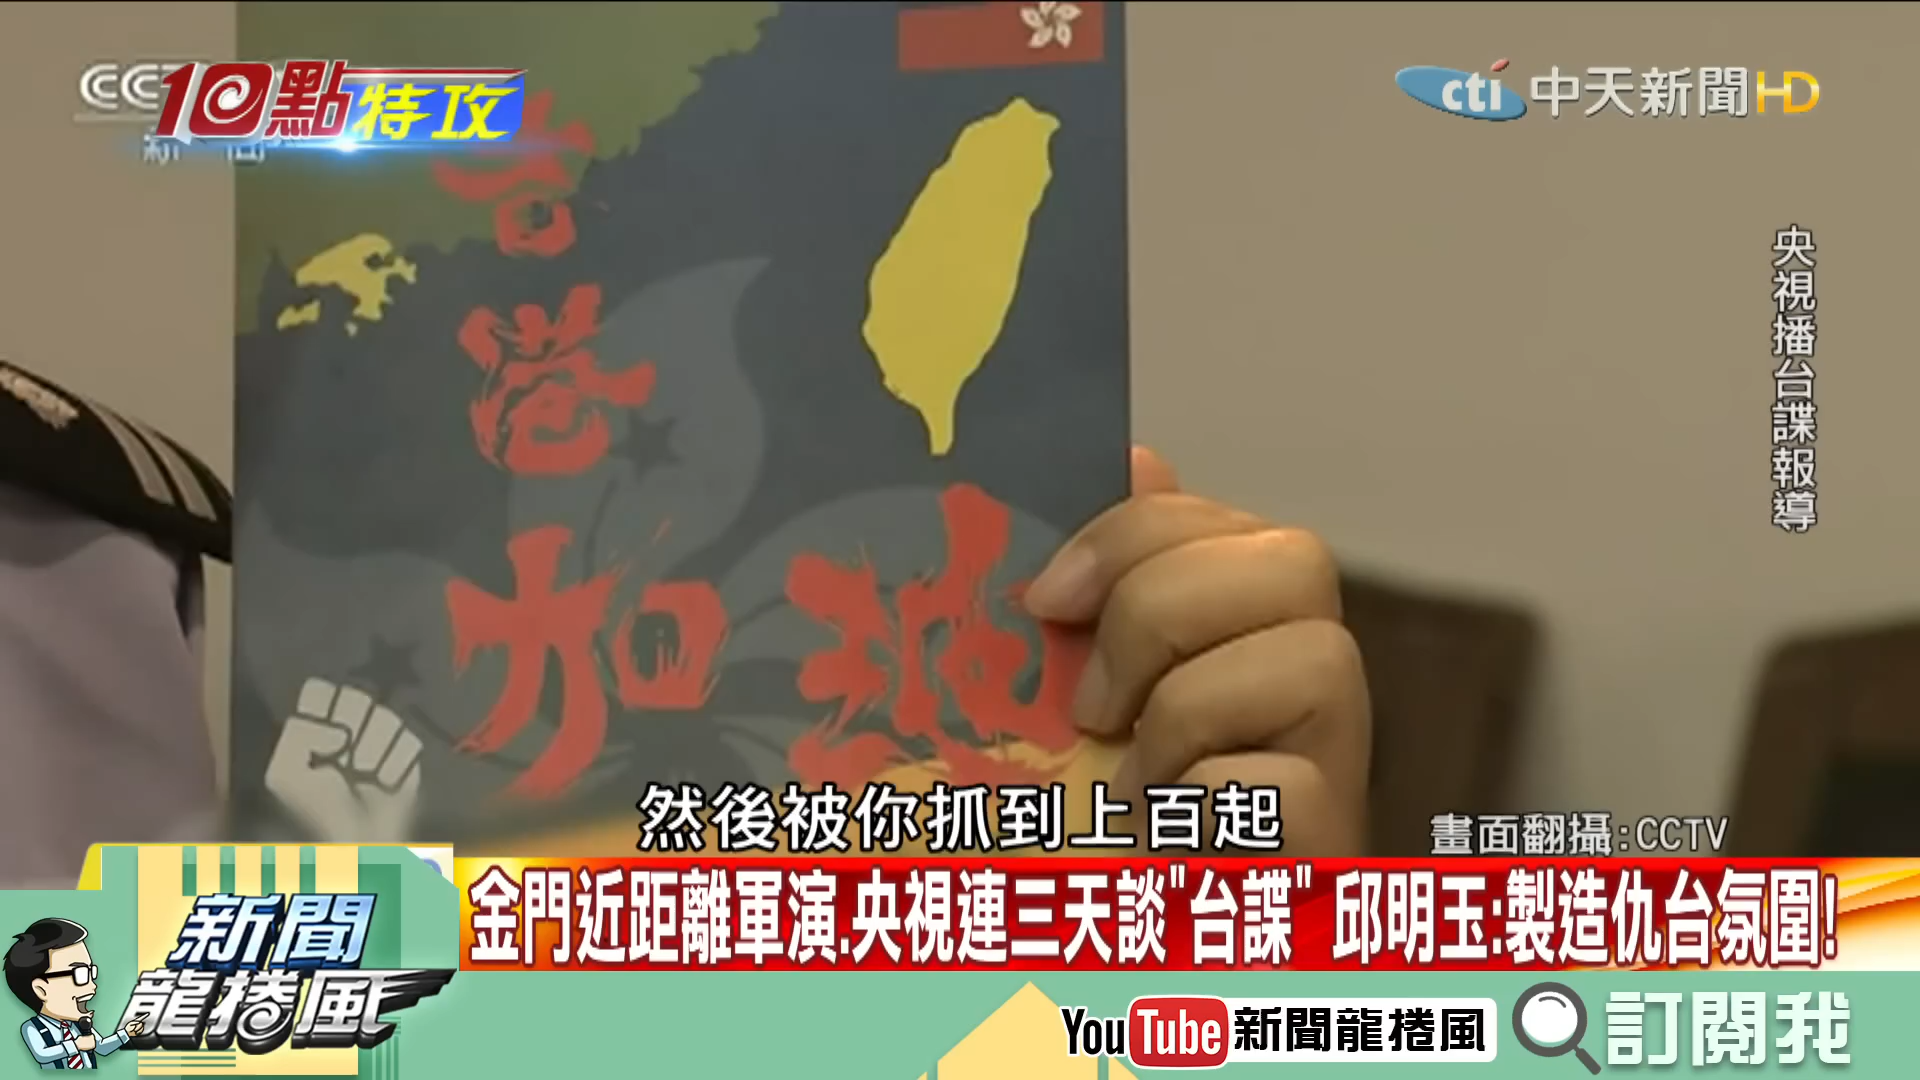 CC
10點特攻
cti 中天新聞HD
央視播台諜報導
香港
加油
然後被你抓到上百起
畫面翻攝:CCTV
金門近距離軍演.央視連三天談"台諜" 邱明玉:製造仇台氛圍!
新聞
龍捲風
YouTube 新聞龍捲風
訂閱我